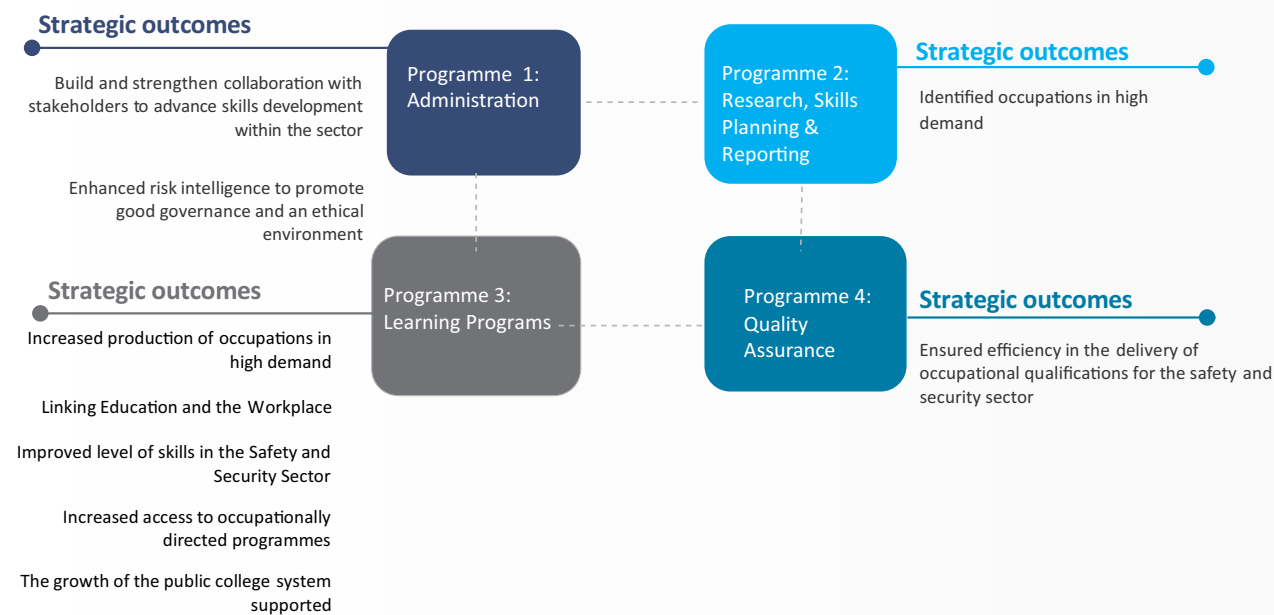 Strategic outcomes
Build and strengthen collaboration with
stakeholders to advance skills development
within the sector
Enhanced risk intelligence to promote
good governance and an ethical
environment
Programme 1:
Administration
Programme 2:
Research, Skills
Planning &
Reporting
Strategic outcomes
Identified occupations in high
demand
Strategic outcomes
Increased production of occupations in
high demand
Linking Education and the Workplace
Improved level of skills in the Safety and
Security Sector
Increased access to occupationally
directed programmes
The growth of the public college system
supported
Programme 3:
Learning Programs
Programme 4:
Quality
Assurance
Strategic outcomes
Ensured efficiency in the delivery of
occupational qualifications for the safety and
security sector